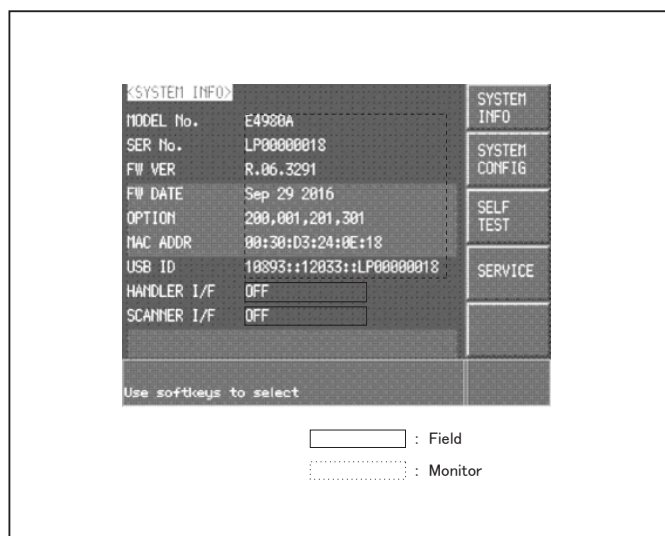 <SYSTEM INFO>
MODEL No. E4980A
SER No. LP00000018
FW VER R.06.3291
FW DATE Sep 29 2016
OPTION 200,001,201,301
MAC ADDR 00:30:D3:24:0E:18
USB ID 10893::12033::LP00000018
HANDLER I/F OFF
SCANNER I/F OFF
Use softkeys to select
SYSTEM
INFO
SYSTEM
CONFIG
SELF
TEST
SERVICE
: Field
: Monitor